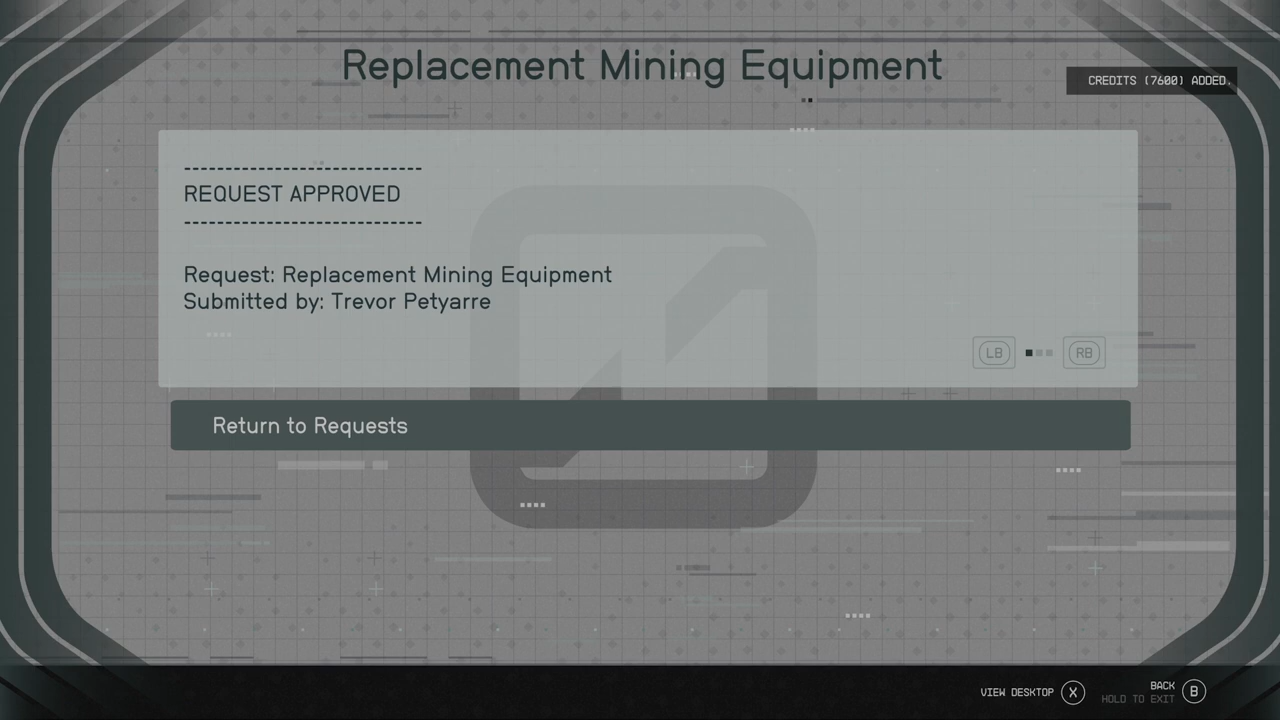 Replacement Mining Equipment
CREDITS (7600) ADDED.
----------------------------
REQUEST APPROVED
----------------------------
Request: Replacement Mining Equipment
Submitted by: Trevor Petyarre
LB
RB
Return to Requests
VIEW DESKTOP X
BACK
HOLD TO EXIT
B